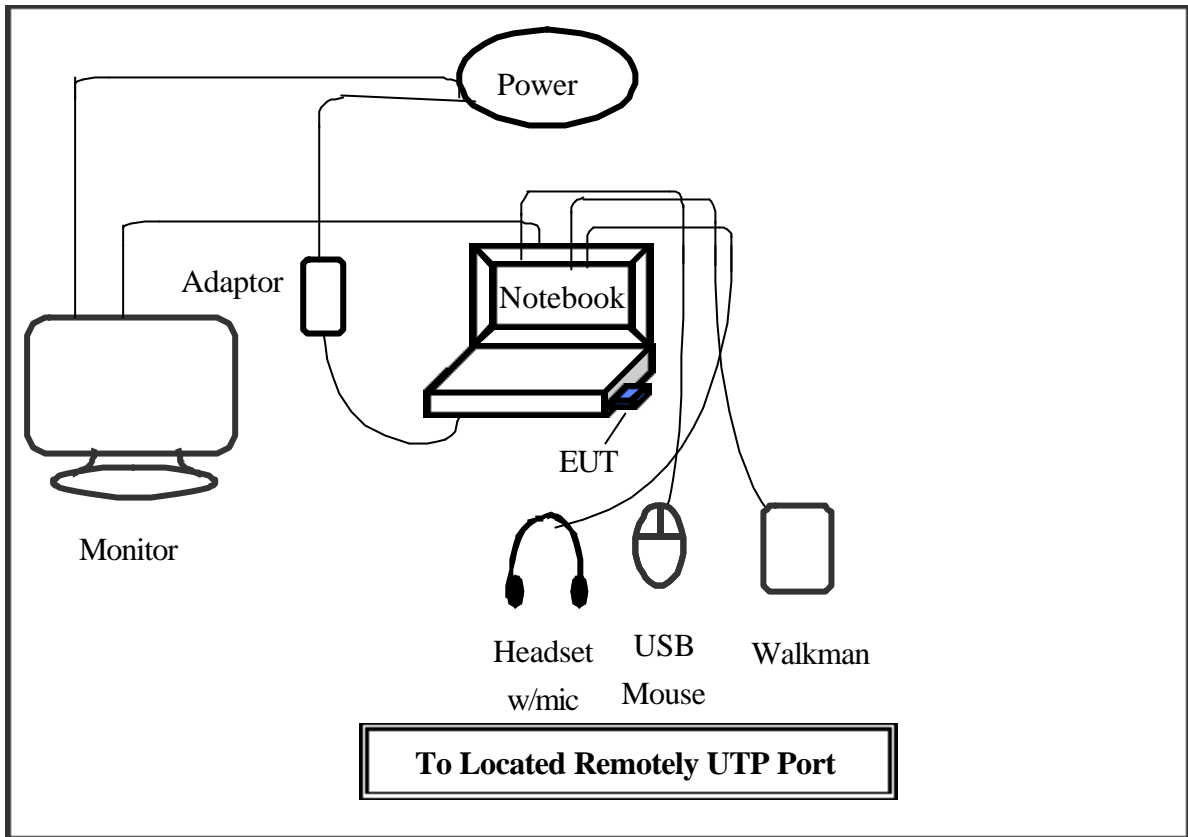 Power
Adaptor
Notebook
EUT
Monitor
Headset
w/mic
USB
Mouse
Walkman
To Located Remotely UTP Port